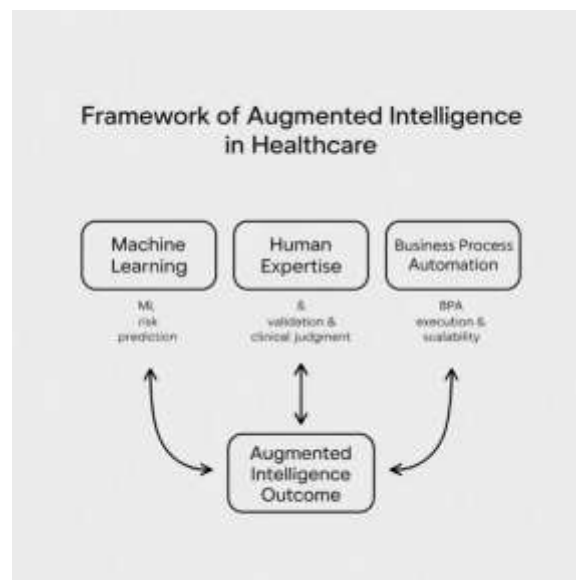 Framework of Augmented Intelligence
in Healthcare
Machine
Learning
Human
Expertise
Business Process
Automation
ML
risk
prediction
&
validation &
clinical judgment
BPA
execution &
scalability
Augmented
Intelligence
Outcome